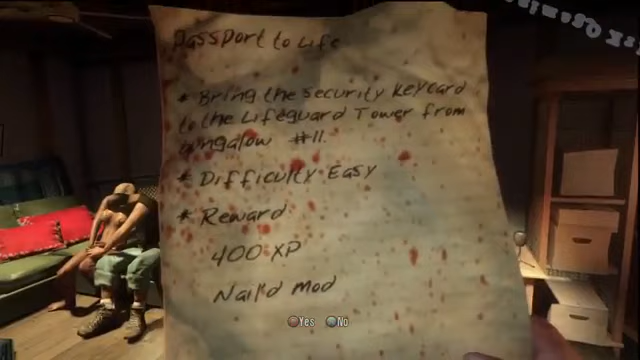 Passport to Life
* Bring the security keycard
to the Lifeguard Tower from
Bungalow #11.
* Difficulty Easy
* Reward
400 XP
Nail'd mod
Yes No